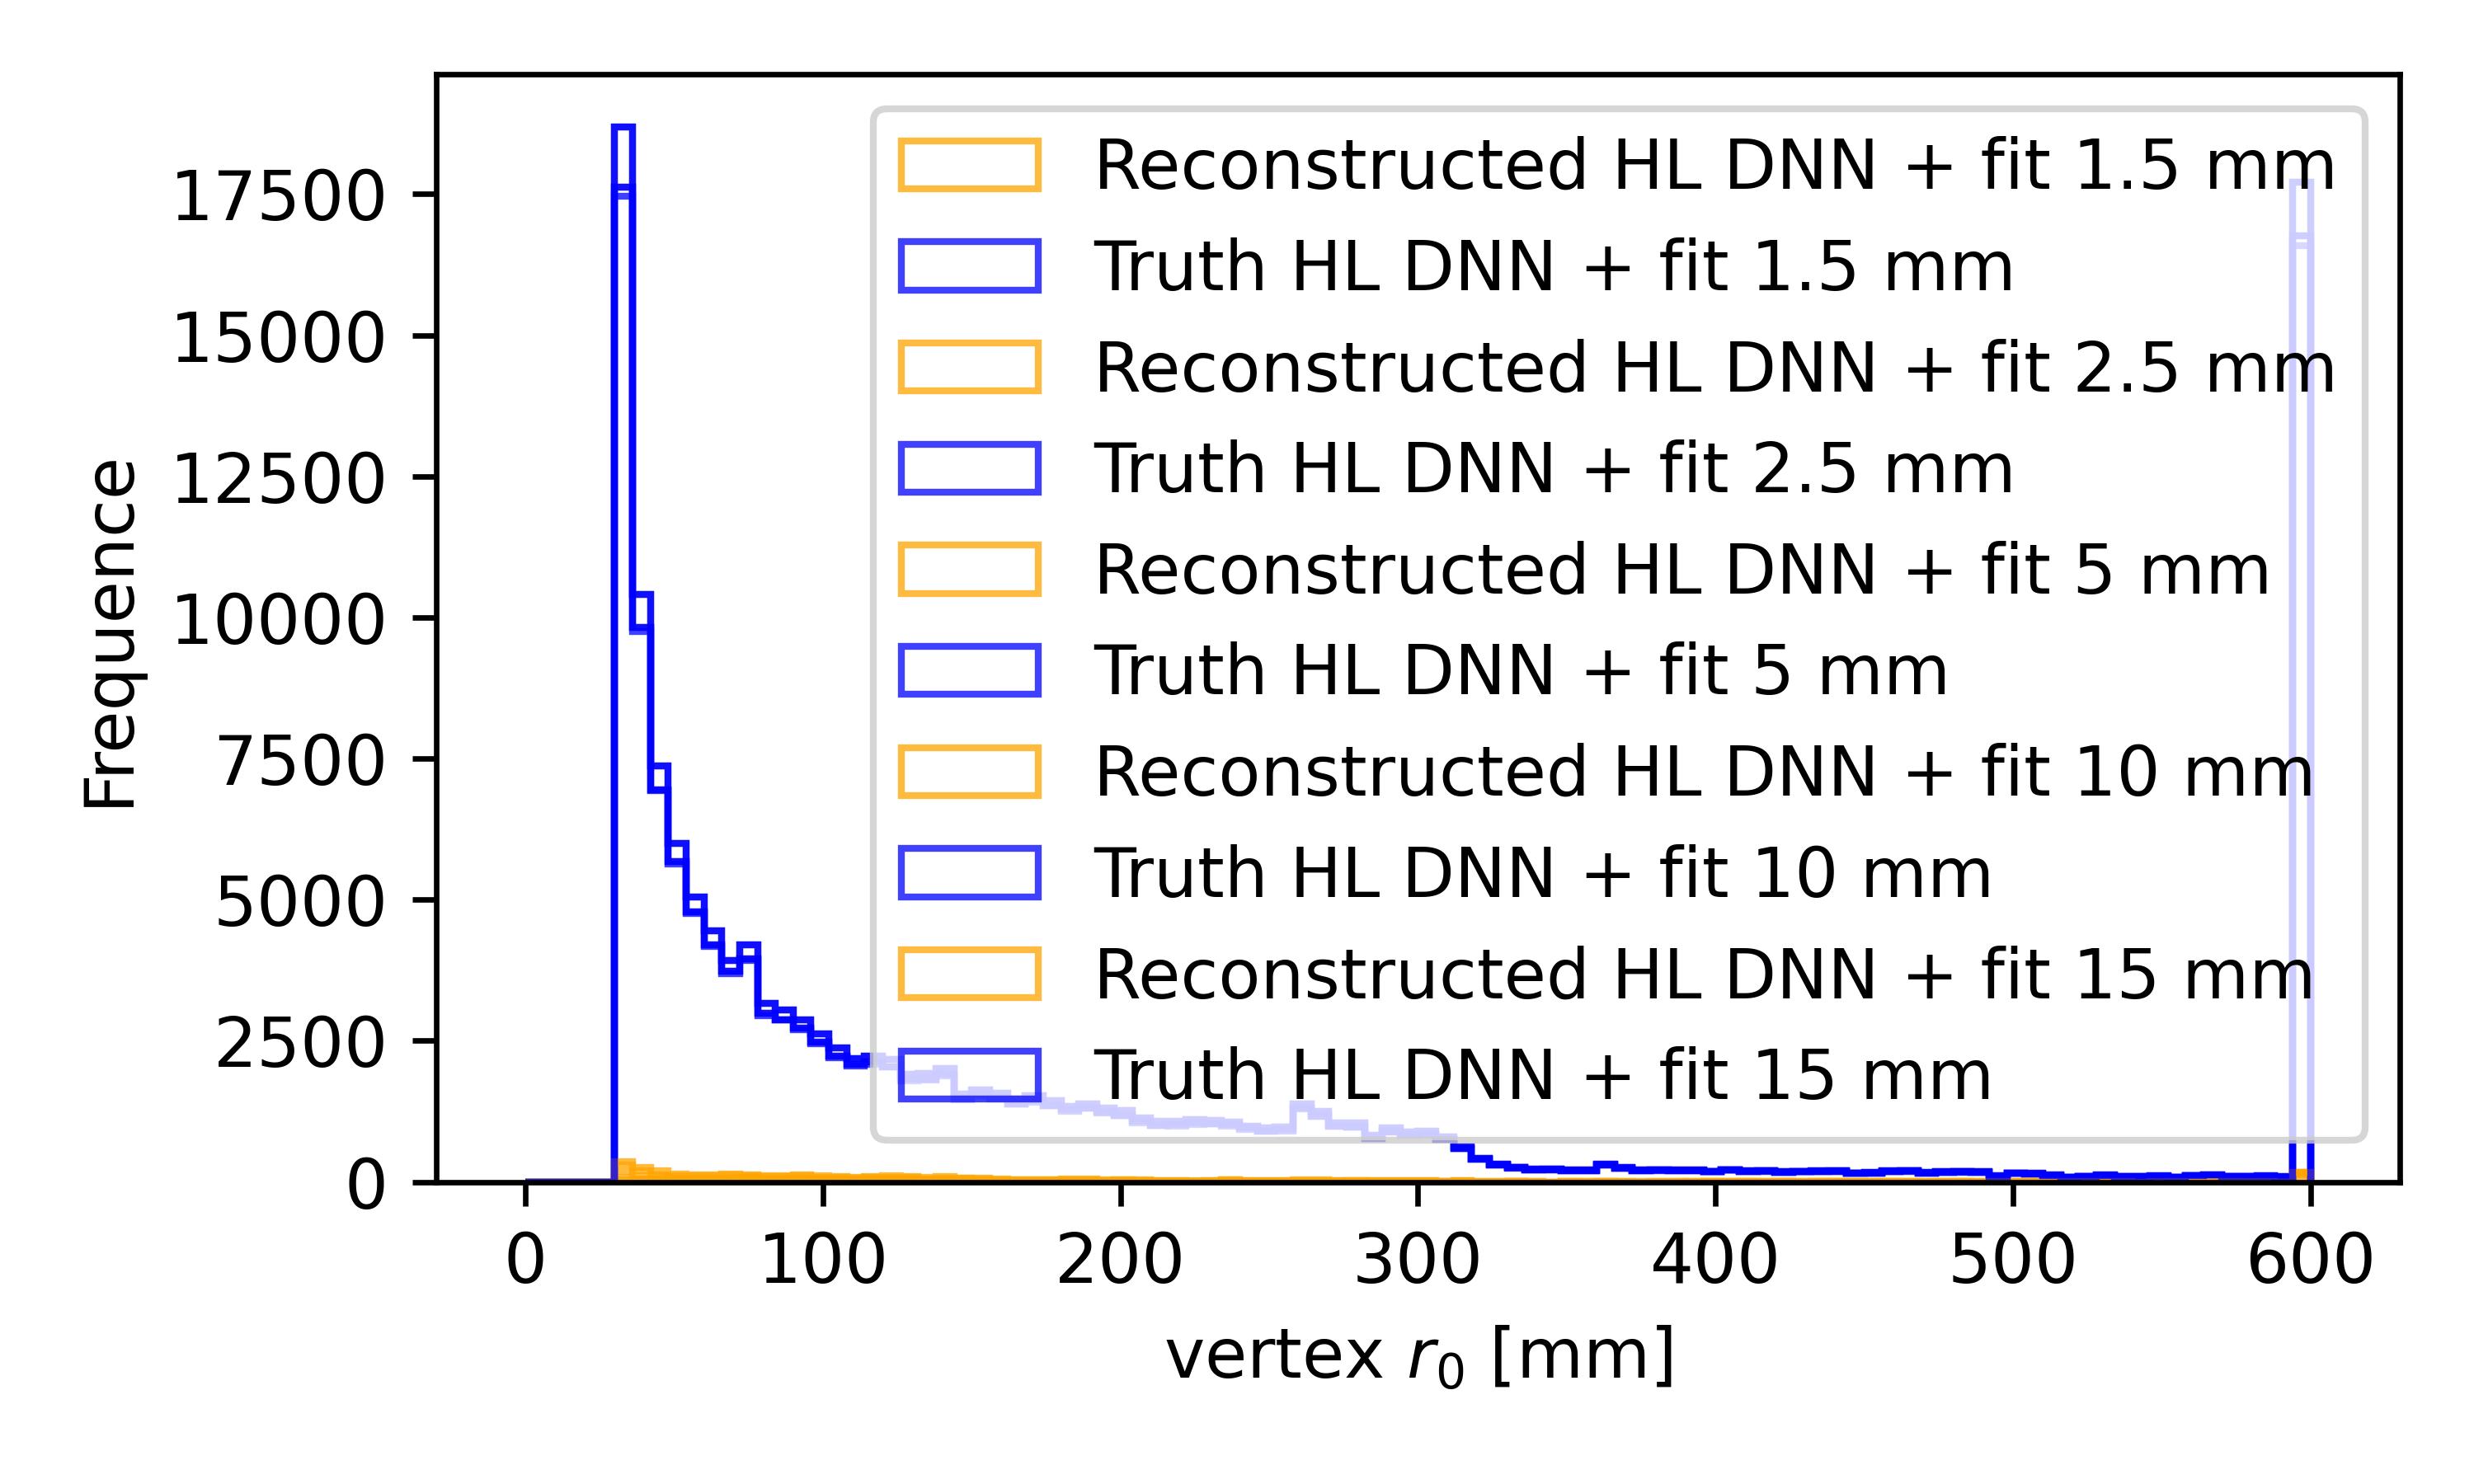 Reconstructed HL DNN + fit 1.5 mm
Truth HL DNN + fit 1.5 mm
Reconstructed HL DNN + fit 2.5 mm
Truth HL DNN + fit 2.5 mm
Reconstructed HL DNN + fit 5 mm
Truth HL DNN + fit 5 mm
Reconstructed HL DNN + fit 10 mm
Truth HL DNN + fit 10 mm
Reconstructed HL DNN + fit 15 mm
Truth HL DNN + fit 15 mm
17500
15000
12500
10000
7500
5000
2500
0
Frequence
0 100 200 300 400 500 600
vertex r₀ [mm]